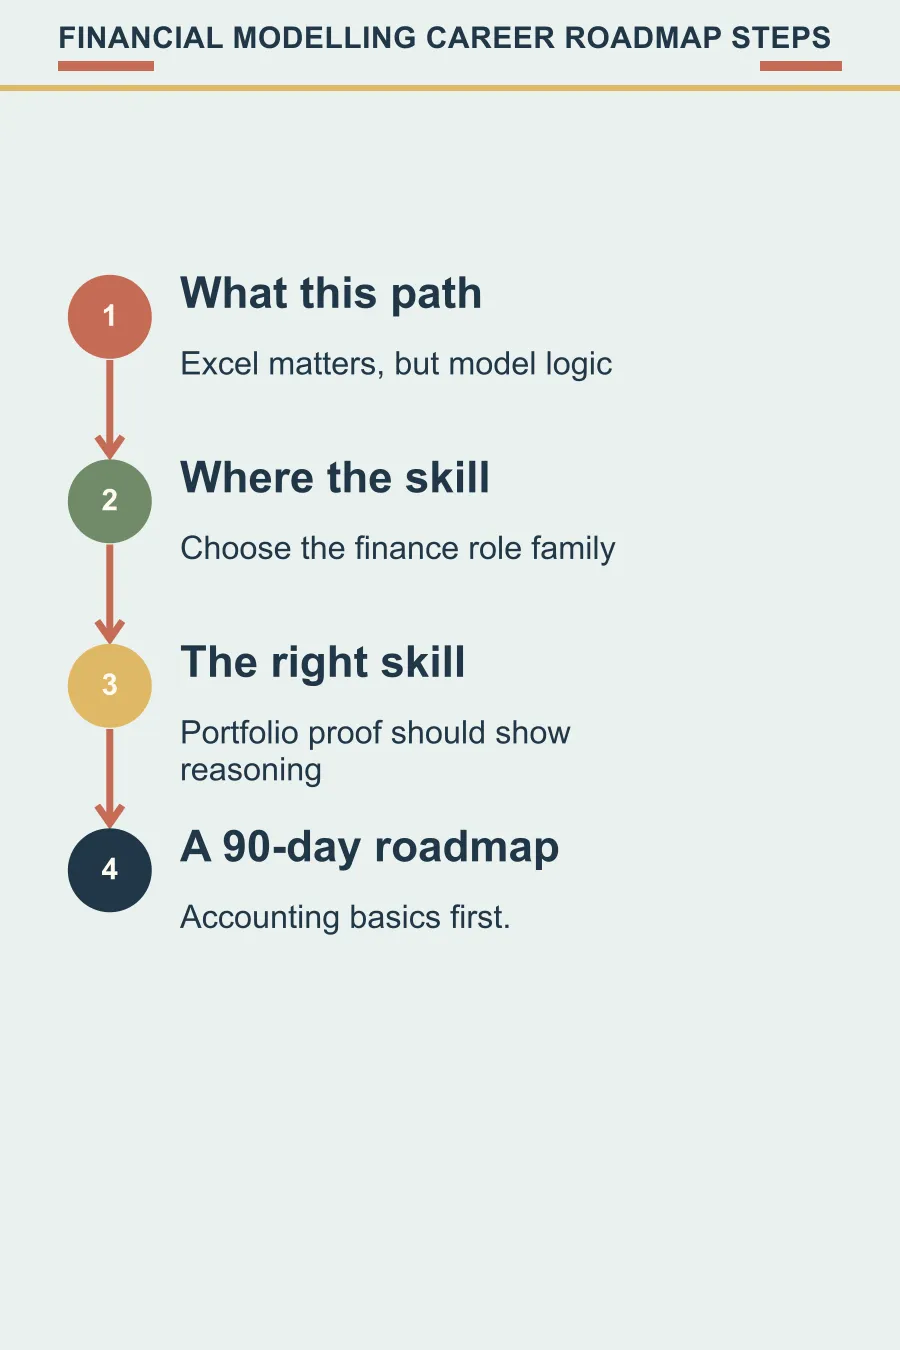 FINANCIAL MODELLING CAREER ROADMAP STEPS
1
What this path
Excel matters, but model logic
2
Where the skill
Choose the finance role family
3
The right skill
Portfolio proof should show
reasoning
4
A 90-day roadmap
Accounting basics first.